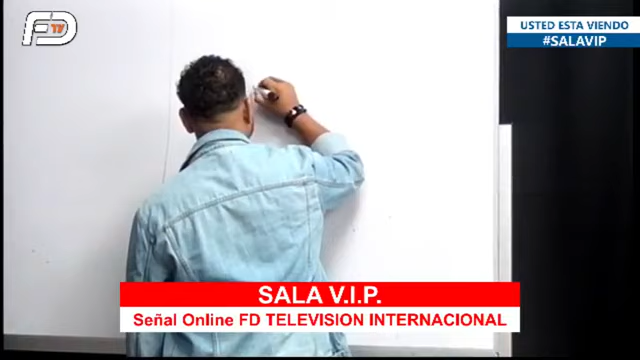 FD TV
USTED ESTA VIENDO
#SALAVIP
SALA V.I.P.
Señal Online FD TELEVISION INTERNACIONAL